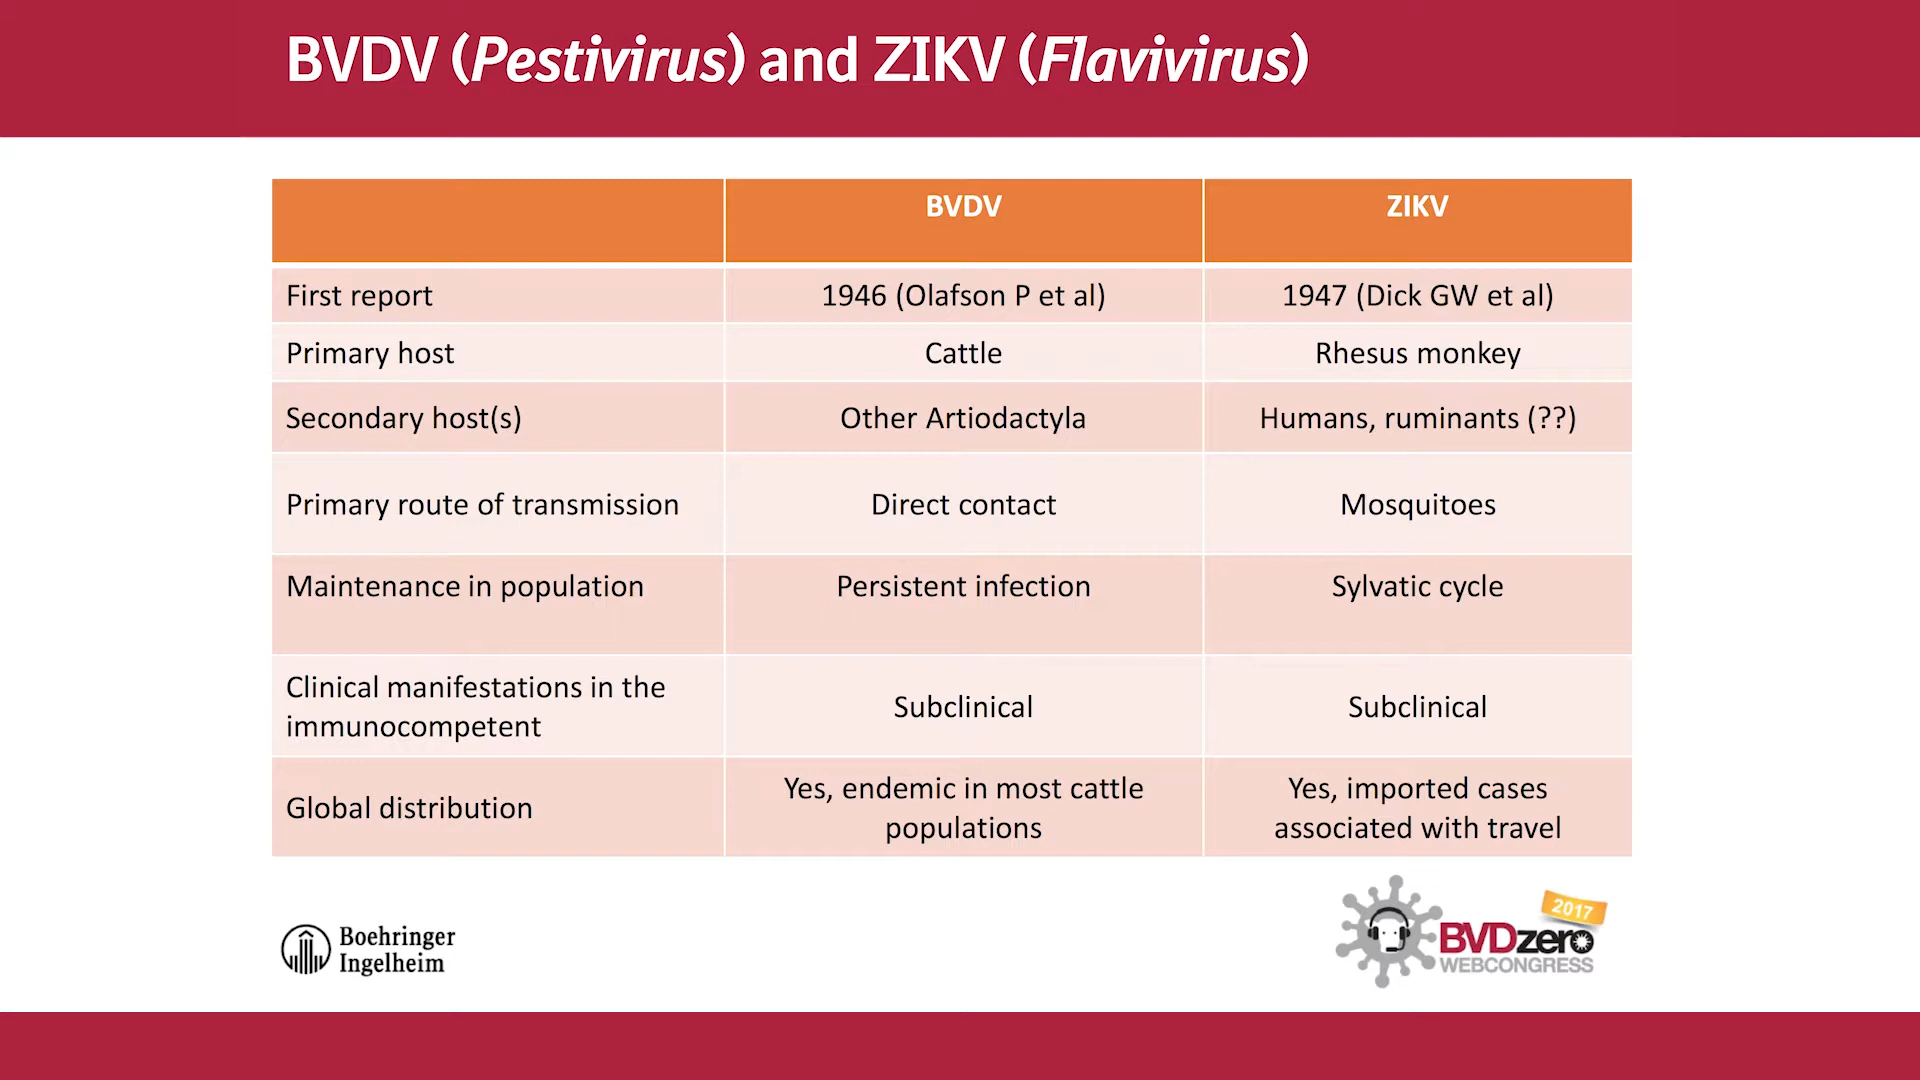 BVDV (Pestivirus) and ZIKV (Flavivirus)
BVDV ZIKV
First report 1946 (Olafson P et al) 1947 (Dick GW et al)
Primary host Cattle Rhesus monkey
Secondary host(s) Other Artiodactyla Humans, ruminants (??)
Primary route of transmission Direct contact Mosquitoes
Maintenance in population Persistent infection Sylvatic cycle
Clinical manifestations in the
immunocompetent
Subclinical Subclinical
Global distribution
Yes, endemic in most cattle
populations
Yes, imported cases
associated with travel
Boehringer
Ingelheim
2017
BVDzero
WEBCONGRESS